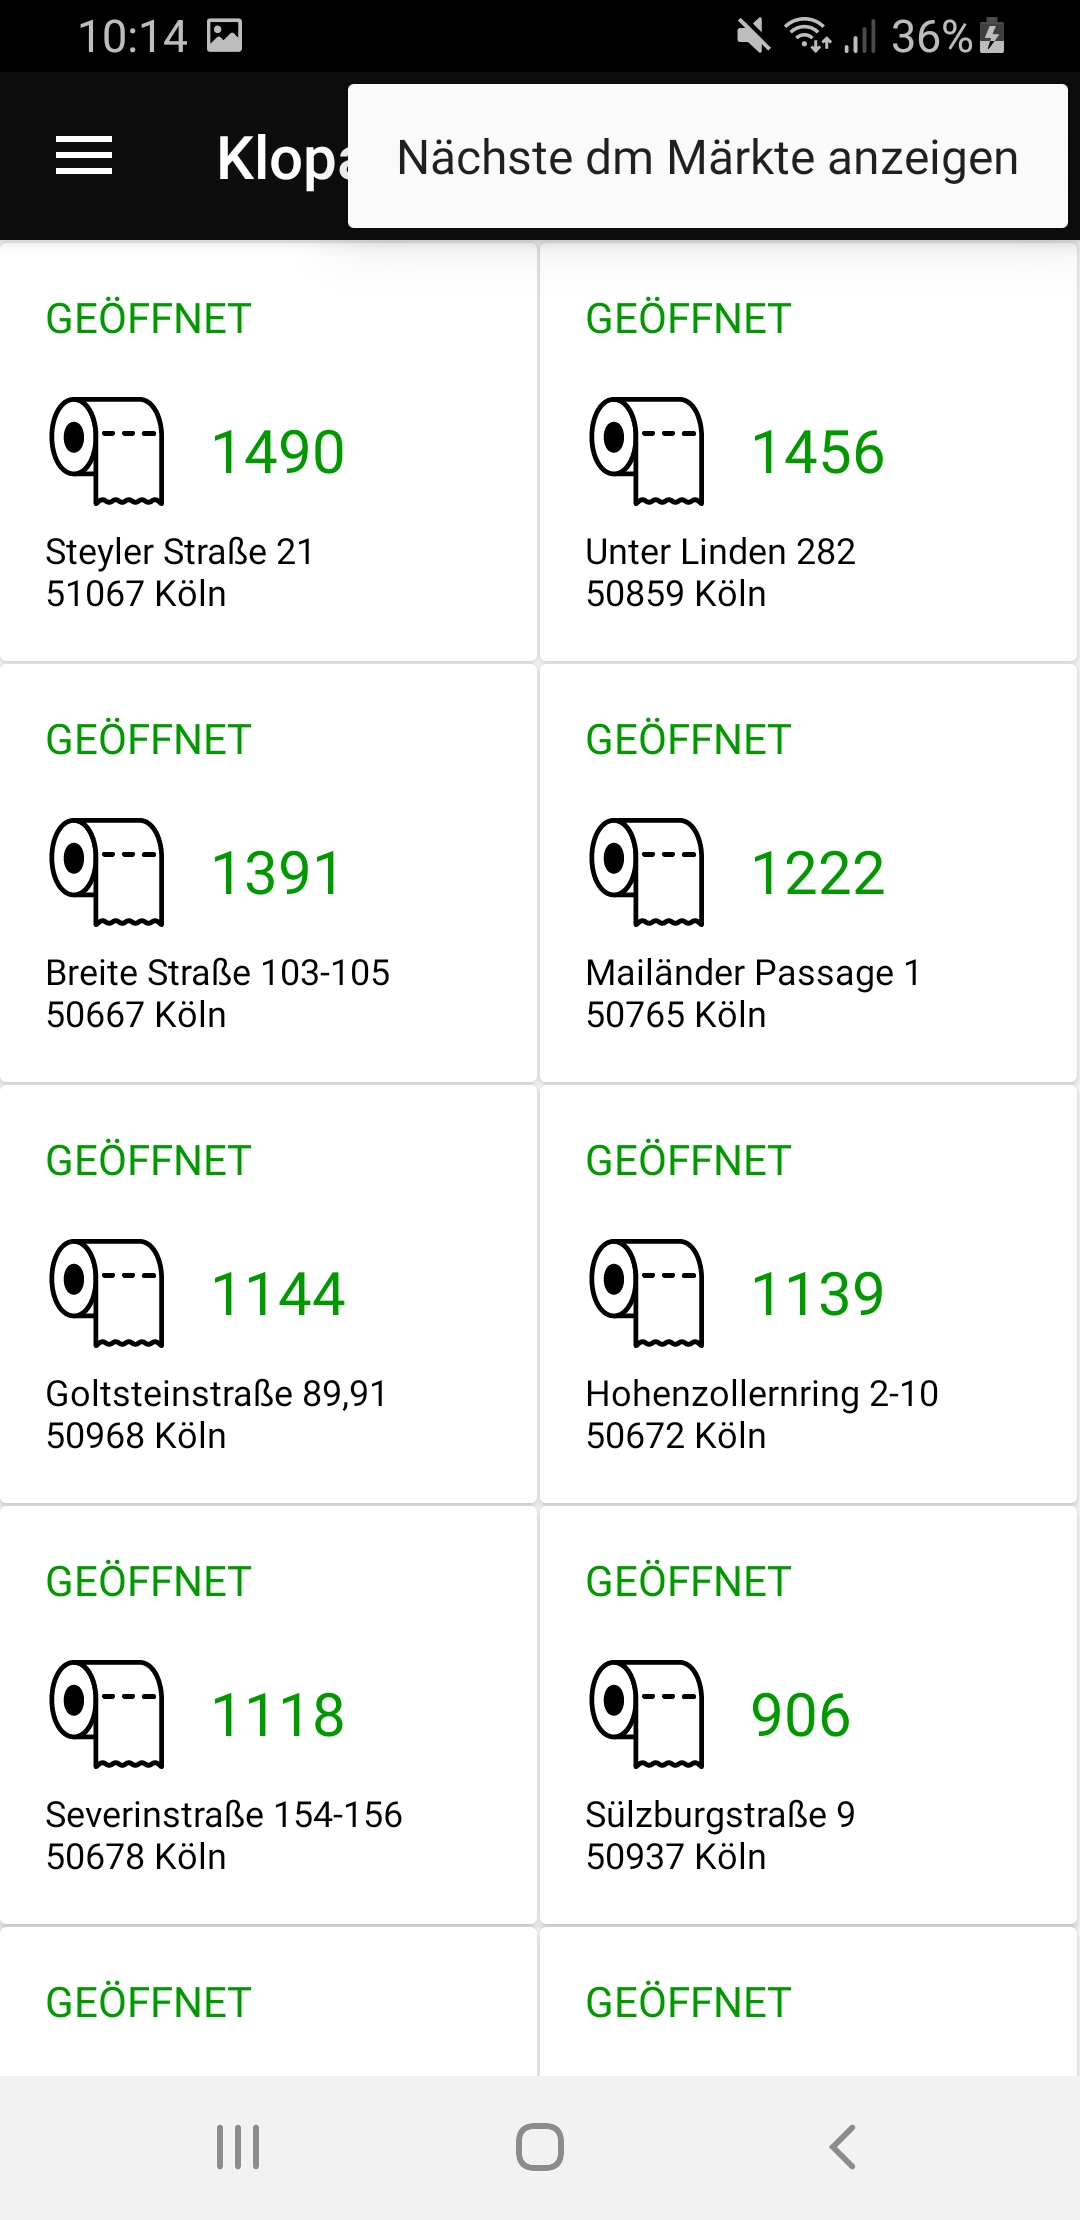 10:14
36%
Klopa
Nächste dm Märkte anzeigen
GEÖFFNET
1490
Steyler Straße 21
51067 Köln
GEÖFFNET
1456
Unter Linden 282
50859 Köln
GEÖFFNET
1391
Breite Straße 103-105
50667 Köln
GEÖFFNET
1222
Mailänder Passage 1
50765 Köln
GEÖFFNET
1144
Goltsteinstraße 89,91
50968 Köln
GEÖFFNET
1139
Hohenzollernring 2-10
50672 Köln
GEÖFFNET
1118
Severinstraße 154-156
50678 Köln
GEÖFFNET
906
Sülzburgstraße 9
50937 Köln
GEÖFFNET
GEÖFFNET